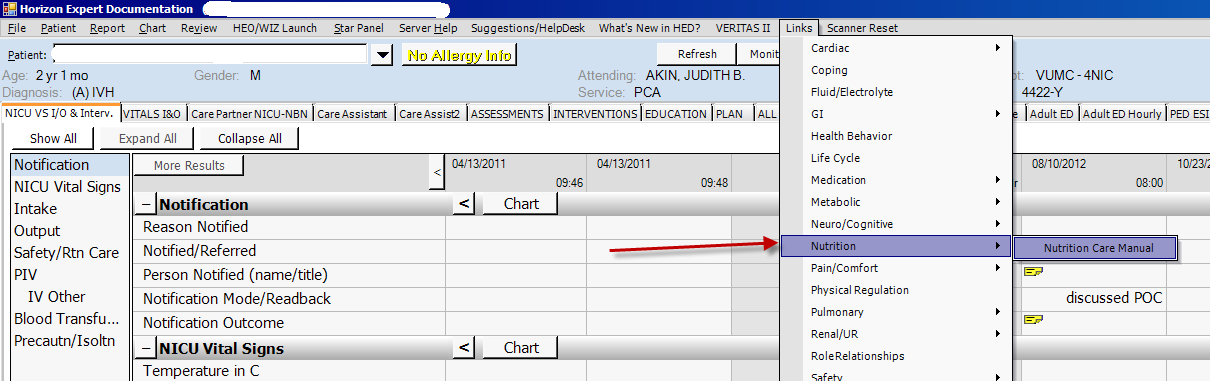 Horizon Expert Documentation
File Patient Report Chart Review HEO/WIZ Launch Star Panel Server Help Suggestions/HelpDesk What's New in HED? VERITAS II Links Scanner Reset
Patient: No Allergy Info Refresh Monit
Age: 2 yr 1 mo Gender: M Attending: AKIN, JUDITH B. VUMC - 4NIC
Diagnosis: (A) IVH Service: PCA 4422-Y
NICU VS I/O & Interv. VITALS I&O Care Partner NICU-NBN Care Assistant Care Assist2 ASSESSMENTS INTERVENTIONS EDUCATION PLAN ALL Adult ED Adult ED Hourly PED ESI
Show All Expand All Collapse All
More Results < 04/13/2011 04/13/2011 08/10/2012 10/23/2
09:46 09:48 08:00
Notification
NICU Vital Signs
Intake
Output
Safety/Rtn Care
PIV
IV Other
Blood Transfu...
Precautn/Isoltn
− Notification < Chart
Reason Notified
Notified/Referred
Person Notified (name/title)
Notification Mode/Readback discussed POC
Notification Outcome
− NICU Vital Signs < Chart
Temperature in C
Cardiac
Coping
Fluid/Electrolyte
GI
Health Behavior
Life Cycle
Medication
Metabolic
Neuro/Cognitive
Nutrition
Nutrition Care Manual
Pain/Comfort
Physical Regulation
Pulmonary
Renal/UR
RoleRelationships
Safety